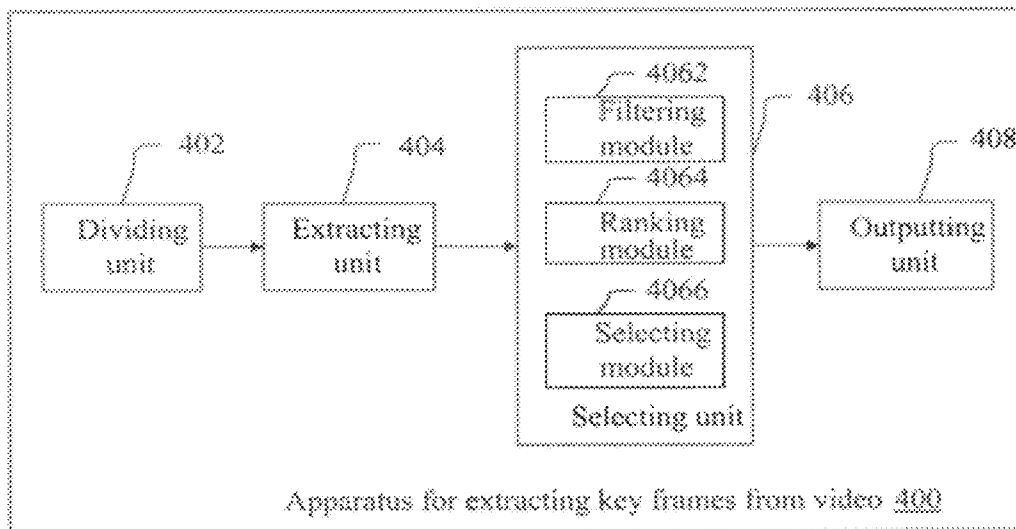 4062
Filtering
module
406
402
404
408
4064
Dividing
unit
Extracting
unit
Ranking
module
Outputting
unit
4066
Selecting
module
Selecting unit
Apparatus for extracting key frames from video 400